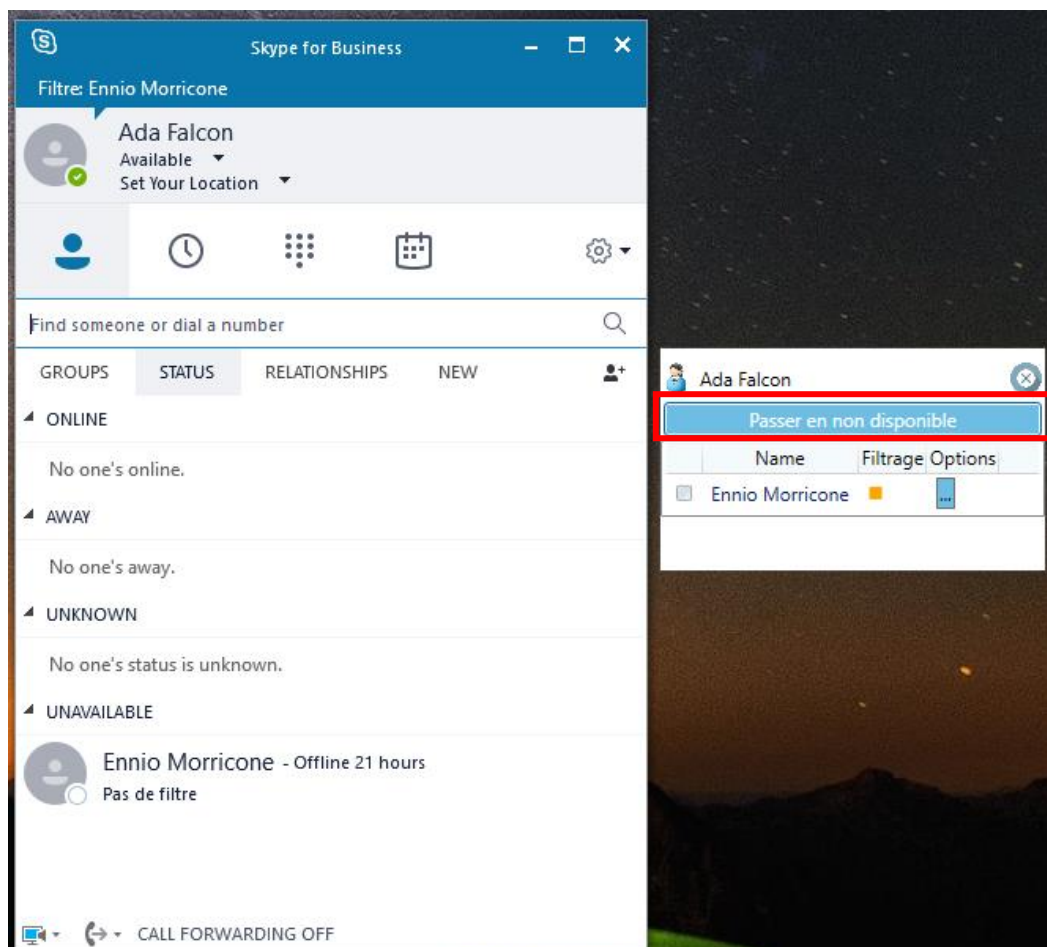 Skype for Business
Filtre: Ennio Morricone
Ada Falcon
Available
Set Your Location
Find someone or dial a number
GROUPS STATUS RELATIONSHIPS NEW
ONLINE
No one's online.
AWAY
No one's away.
UNKNOWN
No one's status is unknown.
UNAVAILABLE
Ennio Morricone - Offline 21 hours
Pas de filtre
CALL FORWARDING OFF
Ada Falcon
Passer en non disponible
Name Filtrage Options
Ennio Morricone ...